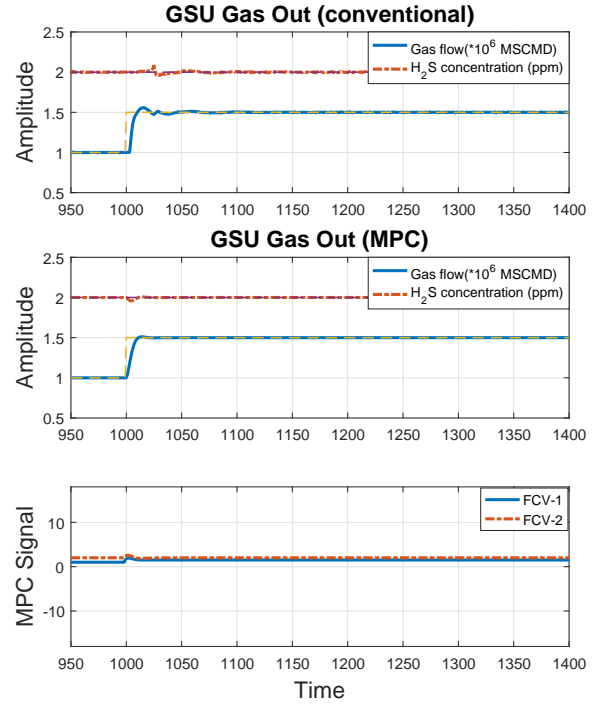 GSU Gas Out (conventional)
2.5
2
1.5
1
0.5
Amplitude
Gas flow(*10^6 MSCMD)
H_2S concentration (ppm)
950 1000 1050 1100 1150 1200 1250 1300 1350 1400
GSU Gas Out (MPC)
2.5
2
1.5
1
0.5
Amplitude
Gas flow(*10^6 MSCMD)
H_2S concentration (ppm)
950 1000 1050 1100 1150 1200 1250 1300 1350 1400
10
0
-10
MPC Signal
FCV-1
FCV-2
950 1000 1050 1100 1150 1200 1250 1300 1350 1400
Time